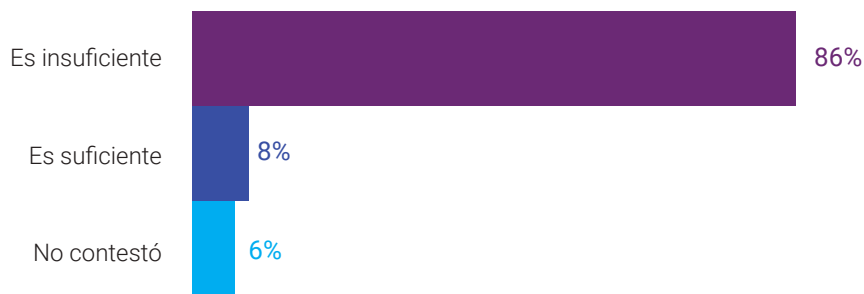 Es insuficiente 86%
Es suficiente 8%
No contestó 6%